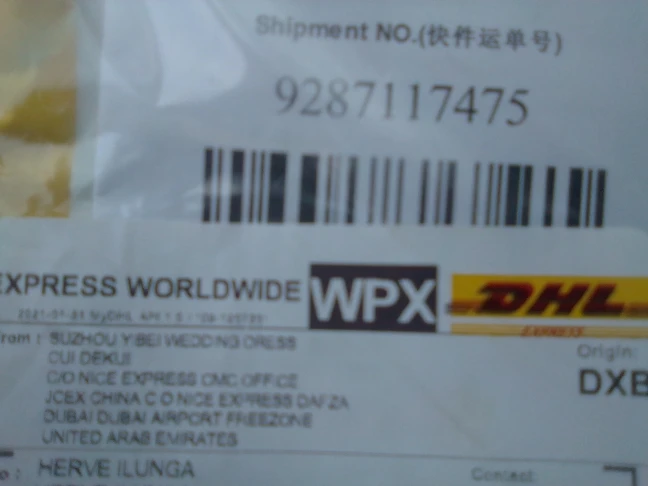 Shipment NO.(快件运单号)
9287117475
EXPRESS WORLDWIDE WPX DHL
EXPRESS
From : SUZHOU YIBEI WEDDING DRESS
Origin:
CUI DEKUI
DXB
C/O NICE EXPRESS CMC OFFICE
JCEX CHINA C O NICE EXPRESS DAFZA
DUBAI DUBAI AIRPORT FREEZONE
UNITED ARAB EMIRATES
HERVE ILUNGA
Contact: